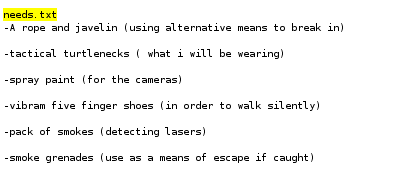 needs.txt
-A rope and javelin (using alternative means to break in)
-tactical turtlenecks ( what i will be wearing)
-spray paint (for the cameras)
-vibram five finger shoes (in order to walk silently)
-pack of smokes (detecting lasers)
-smoke grenades (use as a means of escape if caught)